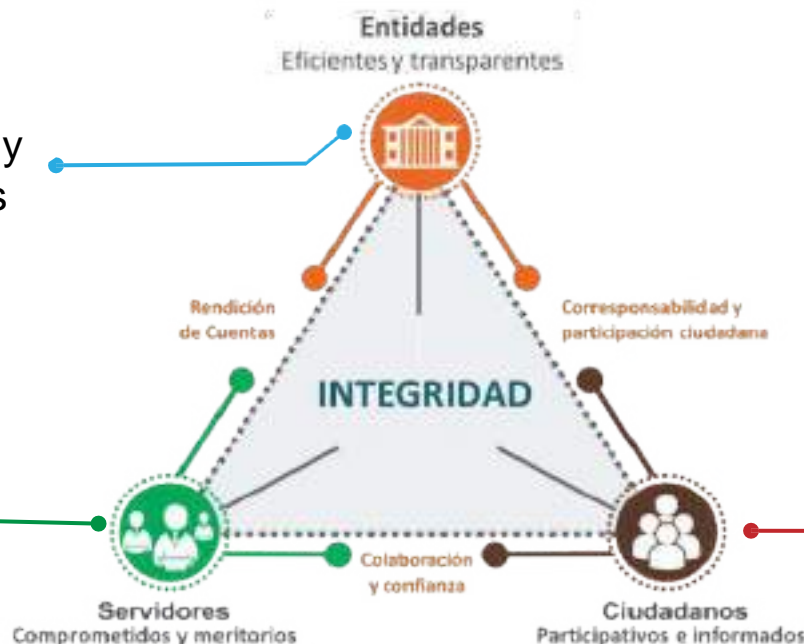 Entidades
Eficientes y transparentes
y
s
Rendición
de Cuentas
Corresponsabilidad y
participación ciudadana
INTEGRIDAD
Colaboración
y confianza
Servidores
Comprometidos y meritorios
Ciudadanos
Participativos e informados